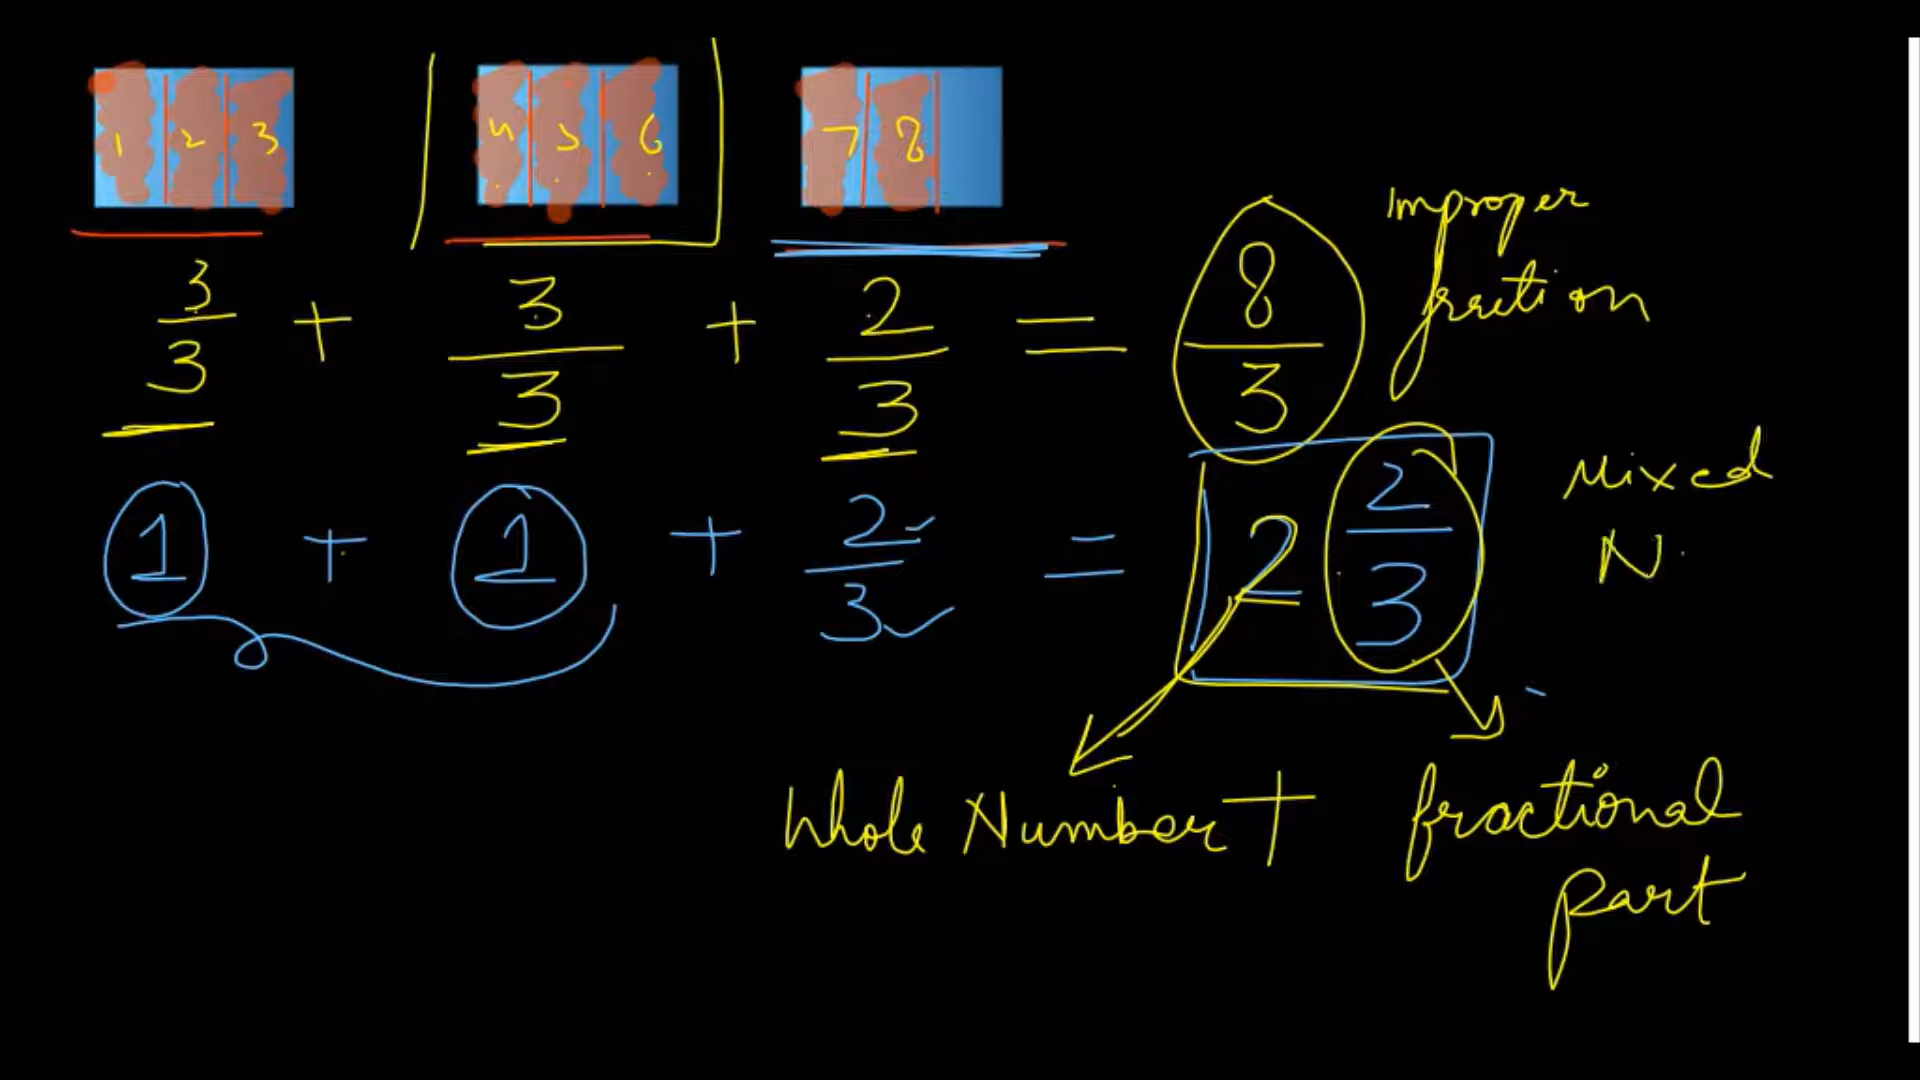 1 2 3 4 5 6 7 8
3/3 + 3/3 + 2/3 = 8/3
Improper
fraction
1 + 1 + 2/3 = 2 2/3
Mixed
N.
Whole Number + fractional
part